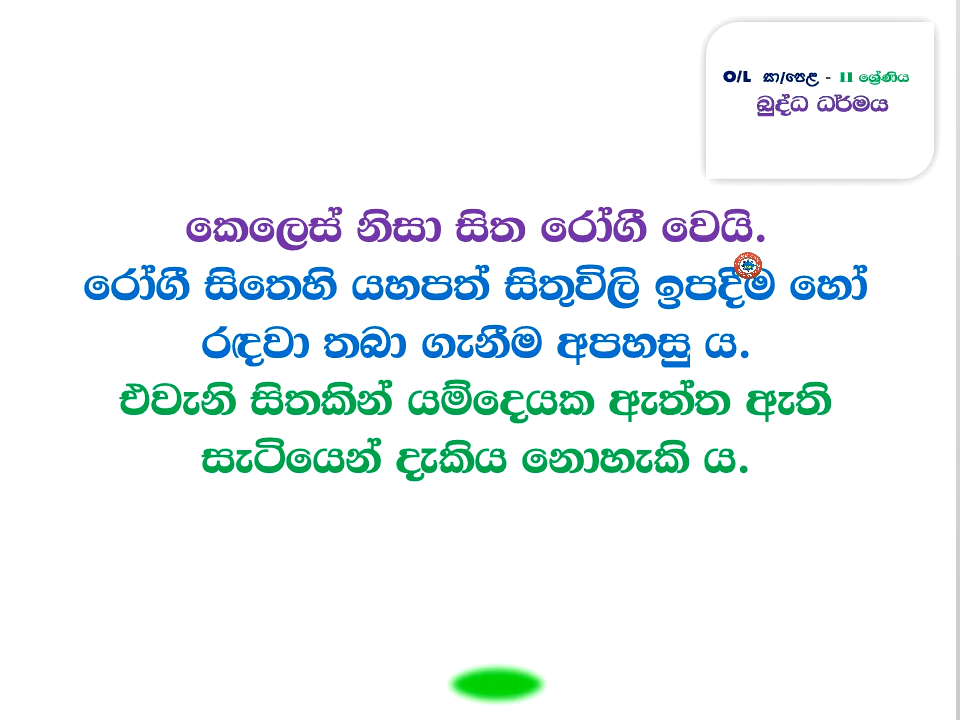 O/L සා/පෙළ - 11 ශ්‍රේණිය
බුද්ධ ධර්මය
කෙලෙස් නිසා සිත රෝගී වෙයි.
රෝගී සිතෙහි යහපත් සිතුවිලි ඉපදීම හෝ
රඳවා තබා ගැනීම අපහසු ය.
එවැනි සිතකින් යම්දෙයක ඇත්ත ඇති
සැටියෙන් දැකිය නොහැකි ය.